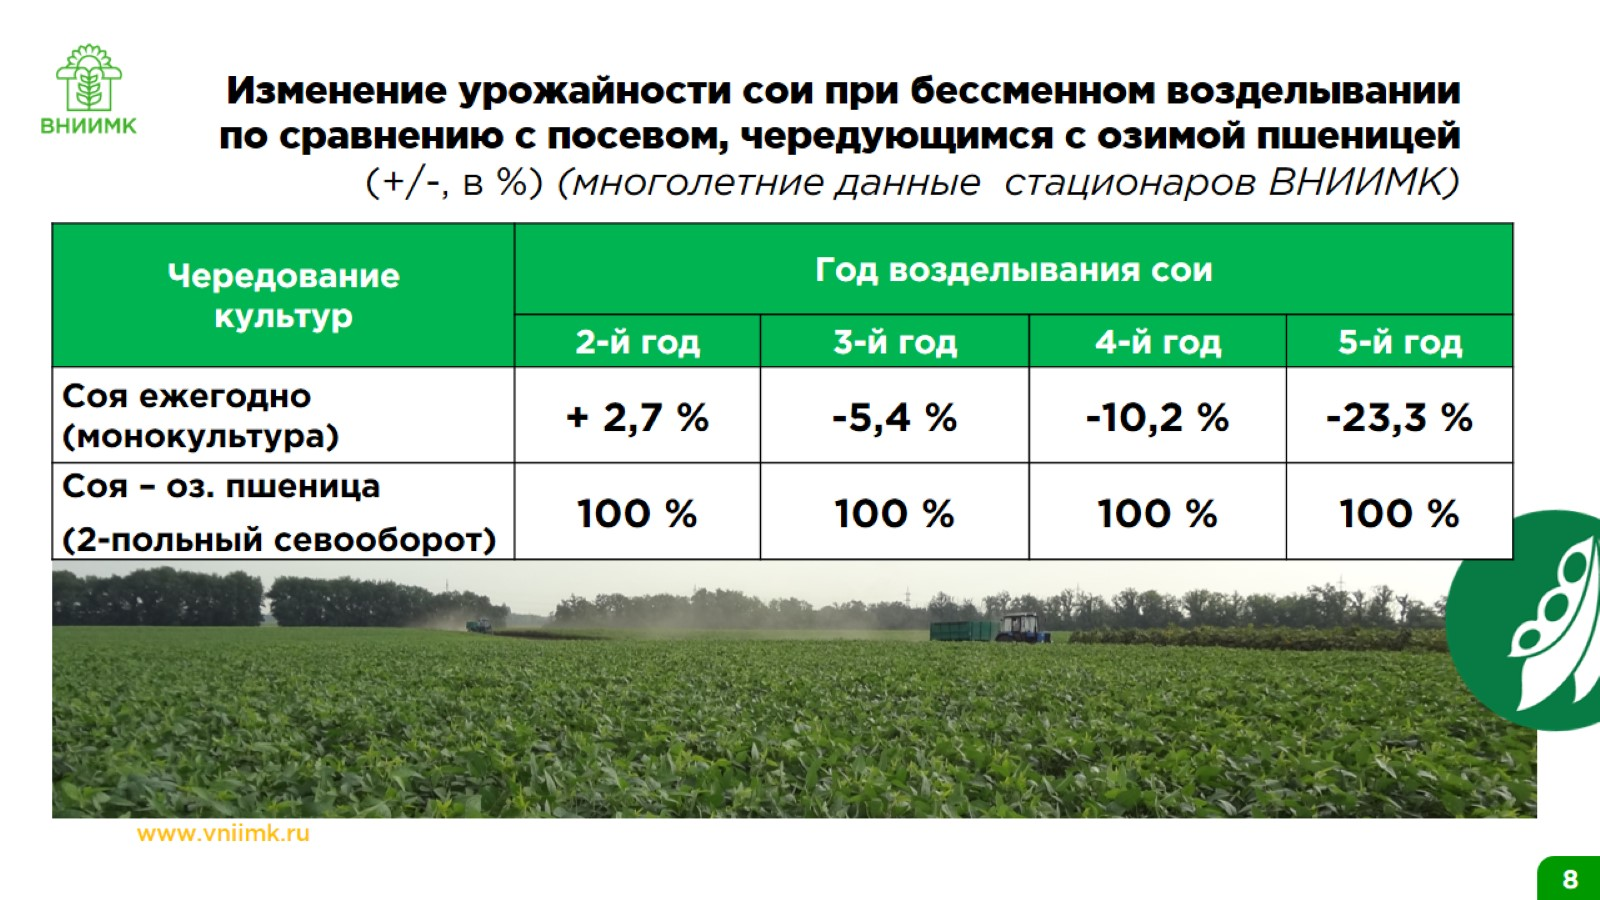 ВНИИМК
Изменение урожайности сои при бессменном возделывании
по сравнению с посевом, чередующимся с озимой пшеницей
(+/-, в %) (многолетние данные стационаров ВНИИМК)
Чередование
культур
Год возделывания сои
2-й год 3-й год 4-й год 5-й год
Соя ежегодно
(монокультура)
+ 2,7 % -5,4 % -10,2 % -23,3 %
Соя – оз. пшеница
(2-польный севооборот)
100 % 100 % 100 % 100 %
www.vniimk.ru
8